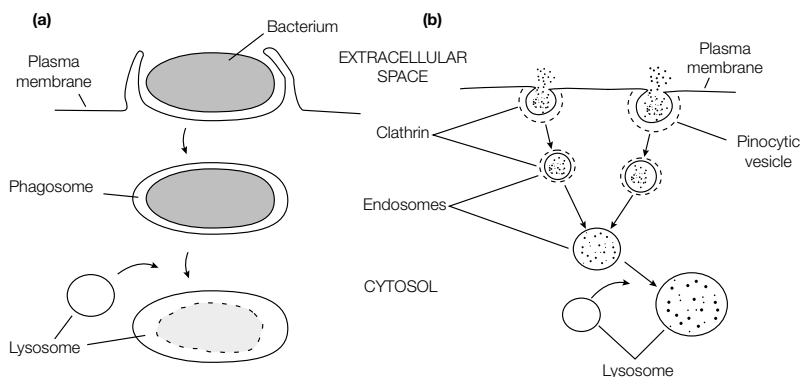 (a)
Bacterium
Plasma
membrane
Phagosome
Lysosome
EXTRACELLULAR
SPACE
CYTOSOL
(b)
Plasma
membrane
Clathrin
Pinocytic
vesicle
Endosomes
Lysosome